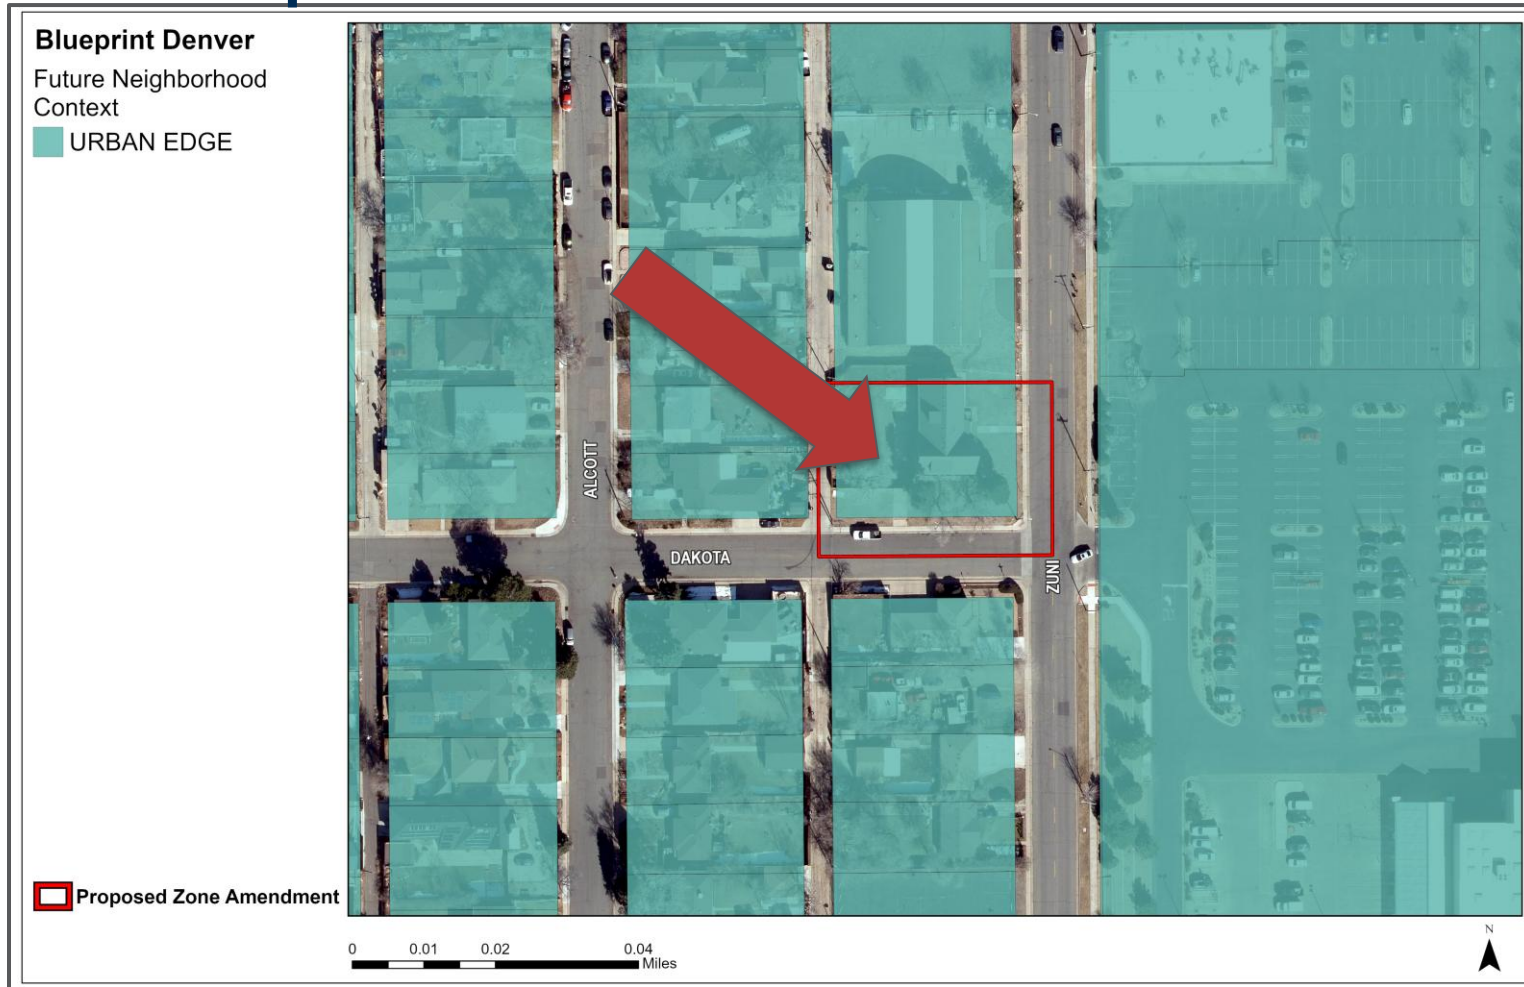 Blueprint Denver
Future Neighborhood
Context
URBAN EDGE
ALCOTT
DAKOTA
ZUNI
Proposed Zone Amendment
0 0.01 0.02 0.04
Miles
N